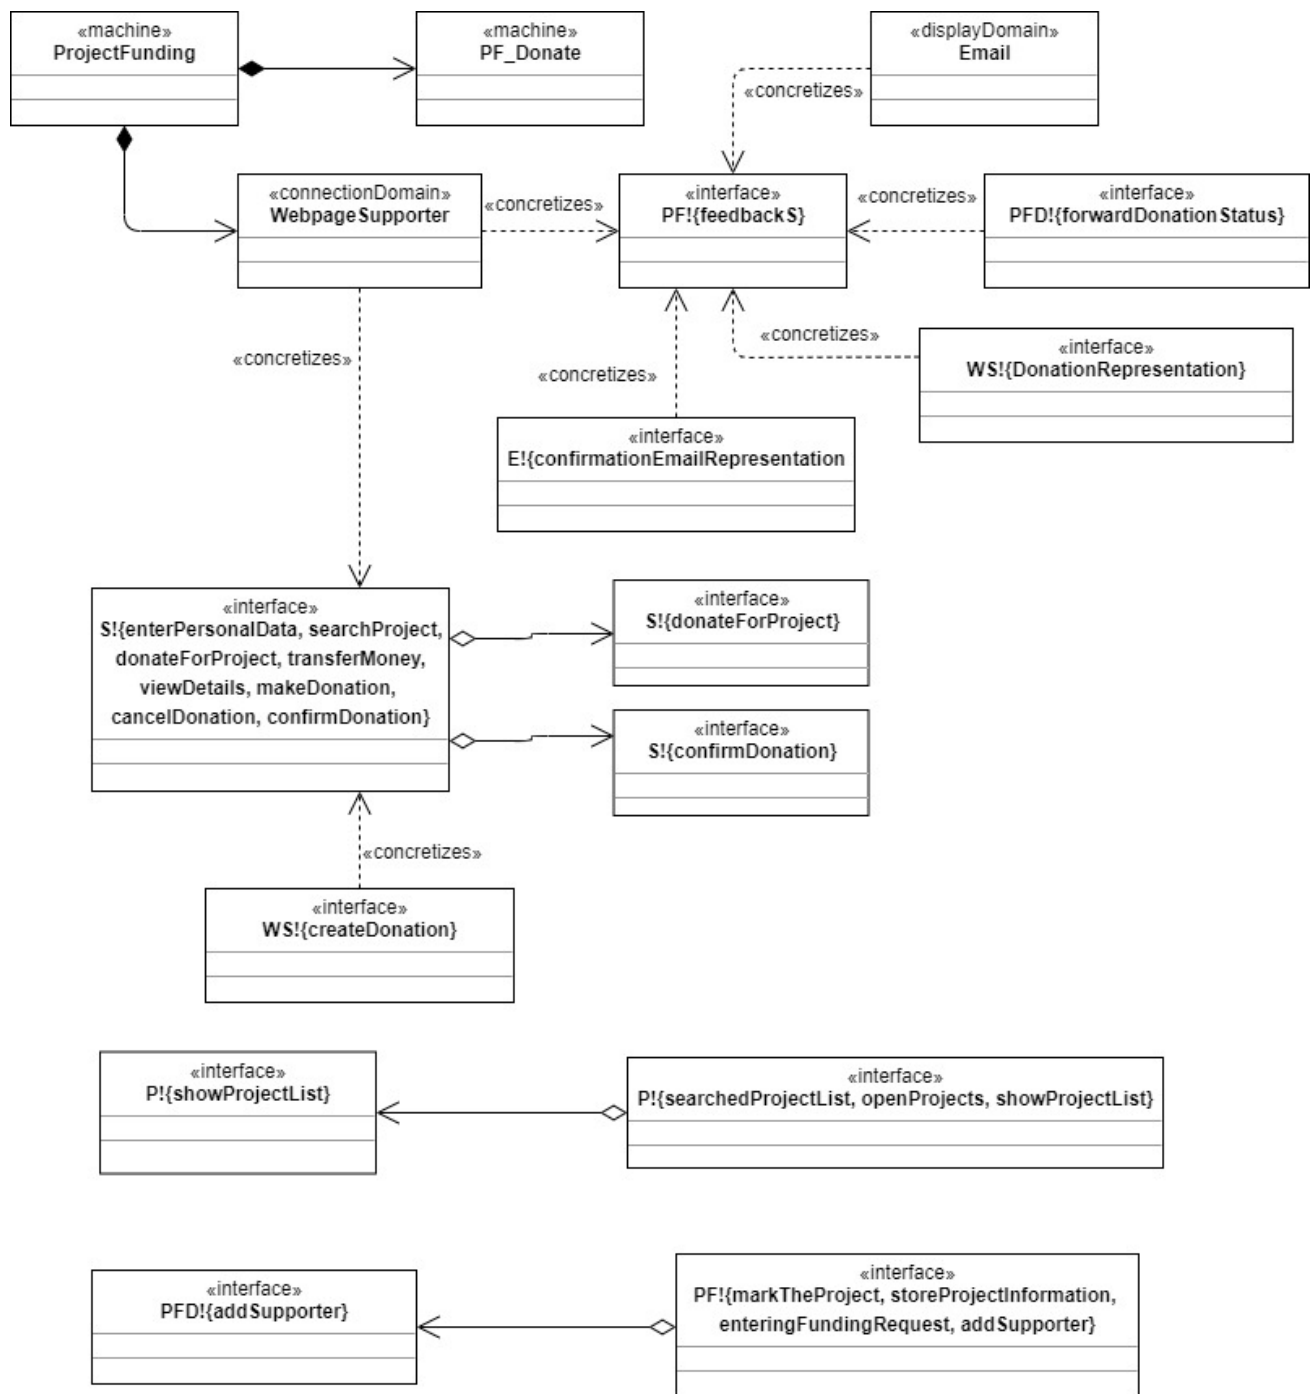 «machine»
ProjectFunding
«machine»
PF_Donate
«displayDomain»
Email
«concretizes»
«connectionDomain»
WebpageSupporter
«concretizes»
«interface»
PF!{feedbackS}
«concretizes»
«interface»
PFD!{forwardDonationStatus}
«concretizes»
«concretizes»
«interface»
WS!{DonationRepresentation}
«concretizes»
«interface»
E!{confirmationEmailRepresentation
«interface»
S!{enterPersonalData, searchProject,
donateForProject, transferMoney,
viewDetails, makeDonation,
cancelDonation, confirmDonation}
«interface»
S!{donateForProject}
«interface»
S!{confirmDonation}
«concretizes»
«interface»
WS!{createDonation}
«interface»
P!{showProjectList}
«interface»
P!{searchedProjectList, openProjects, showProjectList}
«interface»
PFD!{addSupporter}
«interface»
PF!{markTheProject, storeProjectInformation,
enteringFundingRequest, addSupporter}